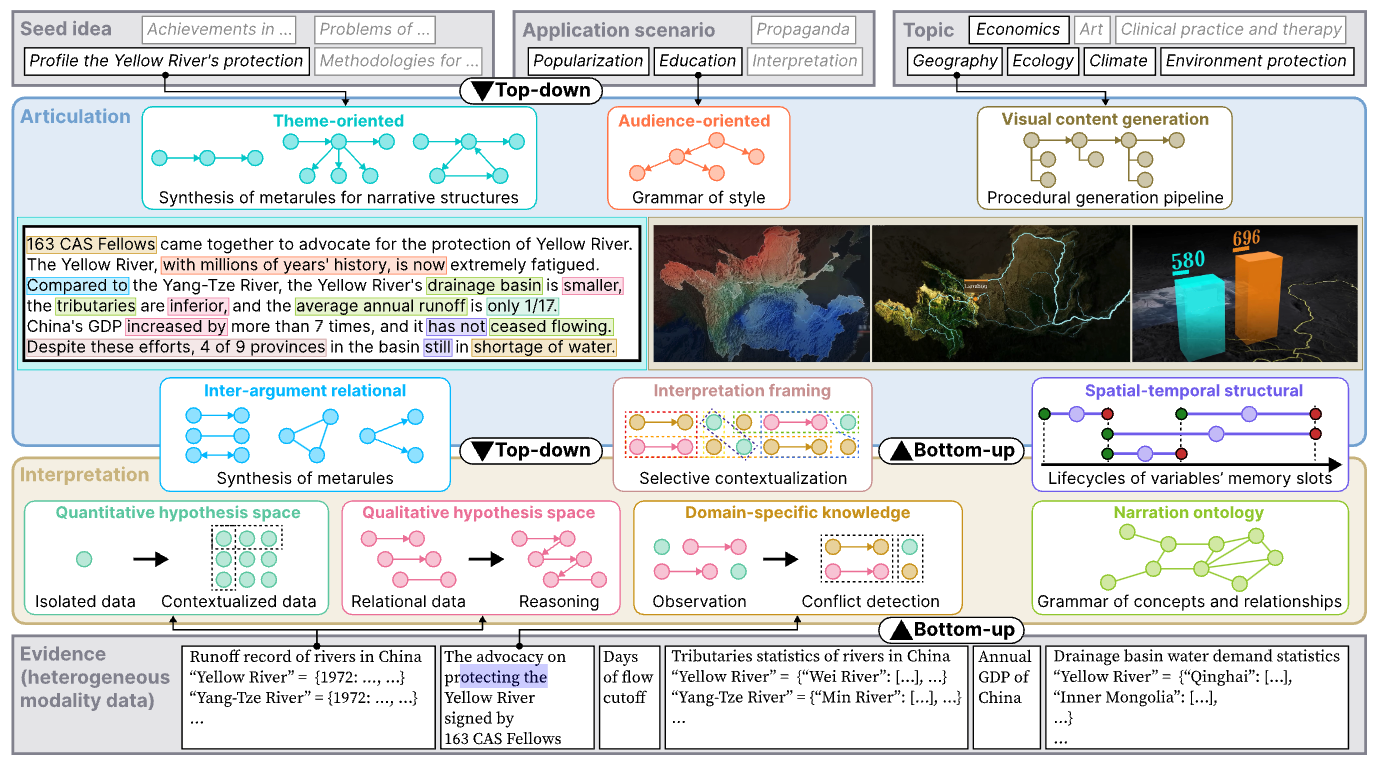 Seed idea
Achievements in ...
Problems of ...
Profile the Yellow River's protection
Methodologies for ...
Application scenario
Propaganda
Popularization
Education
Interpretation
Topic
Economics
Art
Clinical practice and therapy
Geography
Ecology
Climate
Environment protection
▼Top-down
Articulation
Theme-oriented
Synthesis of metarules for narrative structures
Audience-oriented
Grammar of style
Visual content generation
Procedural generation pipeline
163 CAS Fellows came together to advocate for the protection of Yellow River.
The Yellow River, with millions of years' history, is now extremely fatigued.
Compared to the Yang-Tze River, the Yellow River's drainage basin is smaller,
the tributaries are inferior, and the average annual runoff is only 1/17.
China's GDP increased by more than 7 times, and it has not ceased flowing.
Despite these efforts, 4 of 9 provinces in the basin still in shortage of water.
Lanzhou
580
696
Inter-argument relational
Synthesis of metarules
Interpretation framing
Selective contextualization
Spatial-temporal structural
Lifecycles of variables' memory slots
▼Top-down
▲Bottom-up
Interpretation
Quantitative hypothesis space
Isolated data
Contextualized data
Qualitative hypothesis space
Relational data
Reasoning
Domain-specific knowledge
Observation
Conflict detection
Narration ontology
Grammar of concepts and relationships
▲Bottom-up
Evidence
(heterogeneous
modality data)
Runoff record of rivers in China
“Yellow River” = {1972: ..., ...}
“Yang-Tze River” = {1972: ..., ...}
...
The advocacy on
protecting the
Yellow River
signed by
163 CAS Fellows
Days
of flow
cutoff
Tributaries statistics of rivers in China
“Yellow River” = {“Wei River”: [...], ...}
“Yang-Tze River” = {“Min River”: [...], ...}
...
Annual
GDP of
China
Drainage basin water demand statistics
“Yellow River” = {“Qinghai”: [...],
“Inner Mongolia”: [...],
...}
...